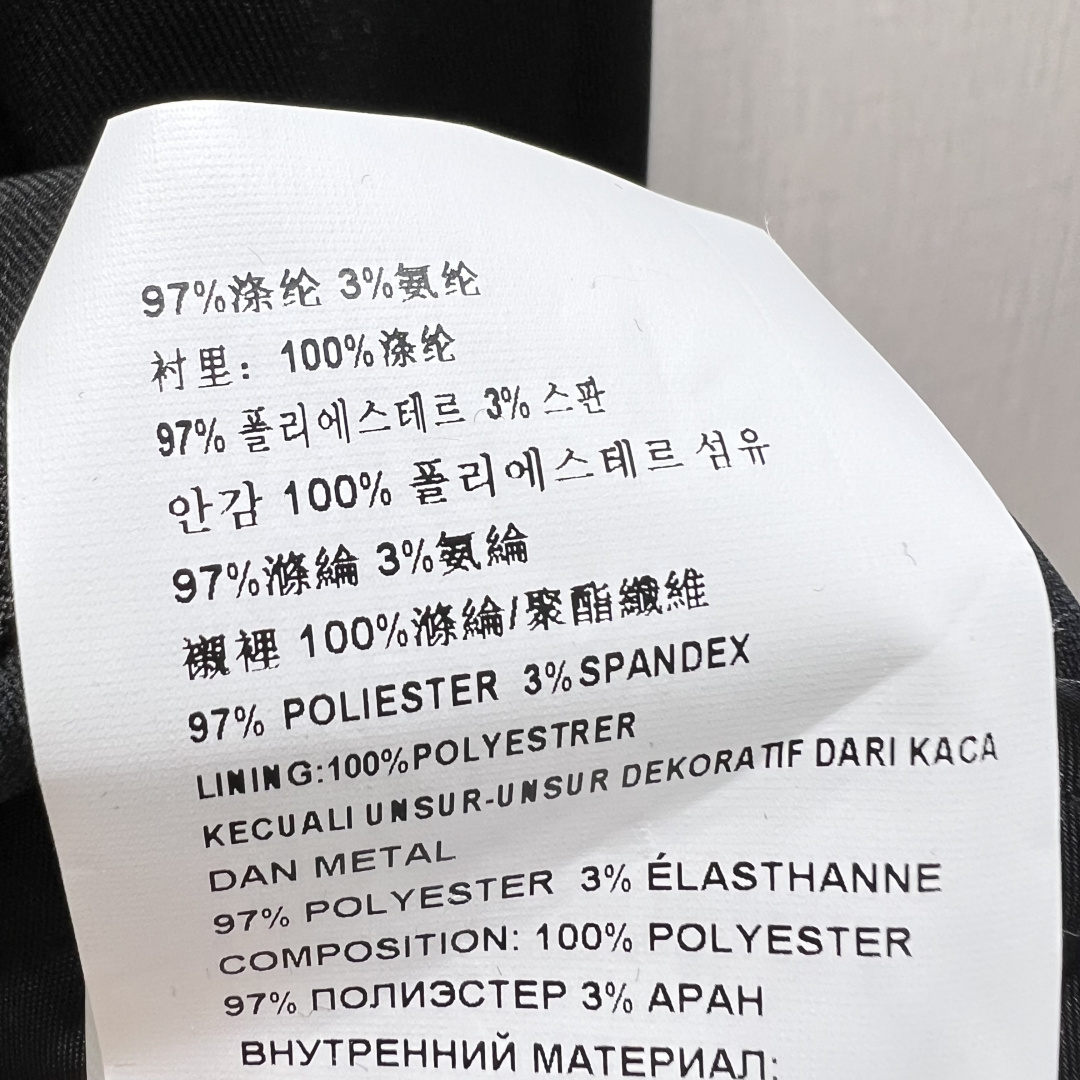 97%涤纶 3%氨纶
衬里：100%涤纶
97% 폴리에스테르 3% 스판
안감 100% 폴리에스테르 섬유
97%滌綸 3%氨綸
襯裡 100%滌綸/聚酯纖維
97% POLIESTER 3%SPANDEX
LINING:100%POLYESTRER
KECUALI UNSUR-UNSUR DEKORATIF DARI KACA
DAN METAL
97% POLYESTER 3% ÉLASTHANNE
COMPOSITION: 100% POLYESTER
97% ПОЛИЭСТЕР 3% АРАН
ВНУТРЕННИЙ МАТЕРИАЛ: